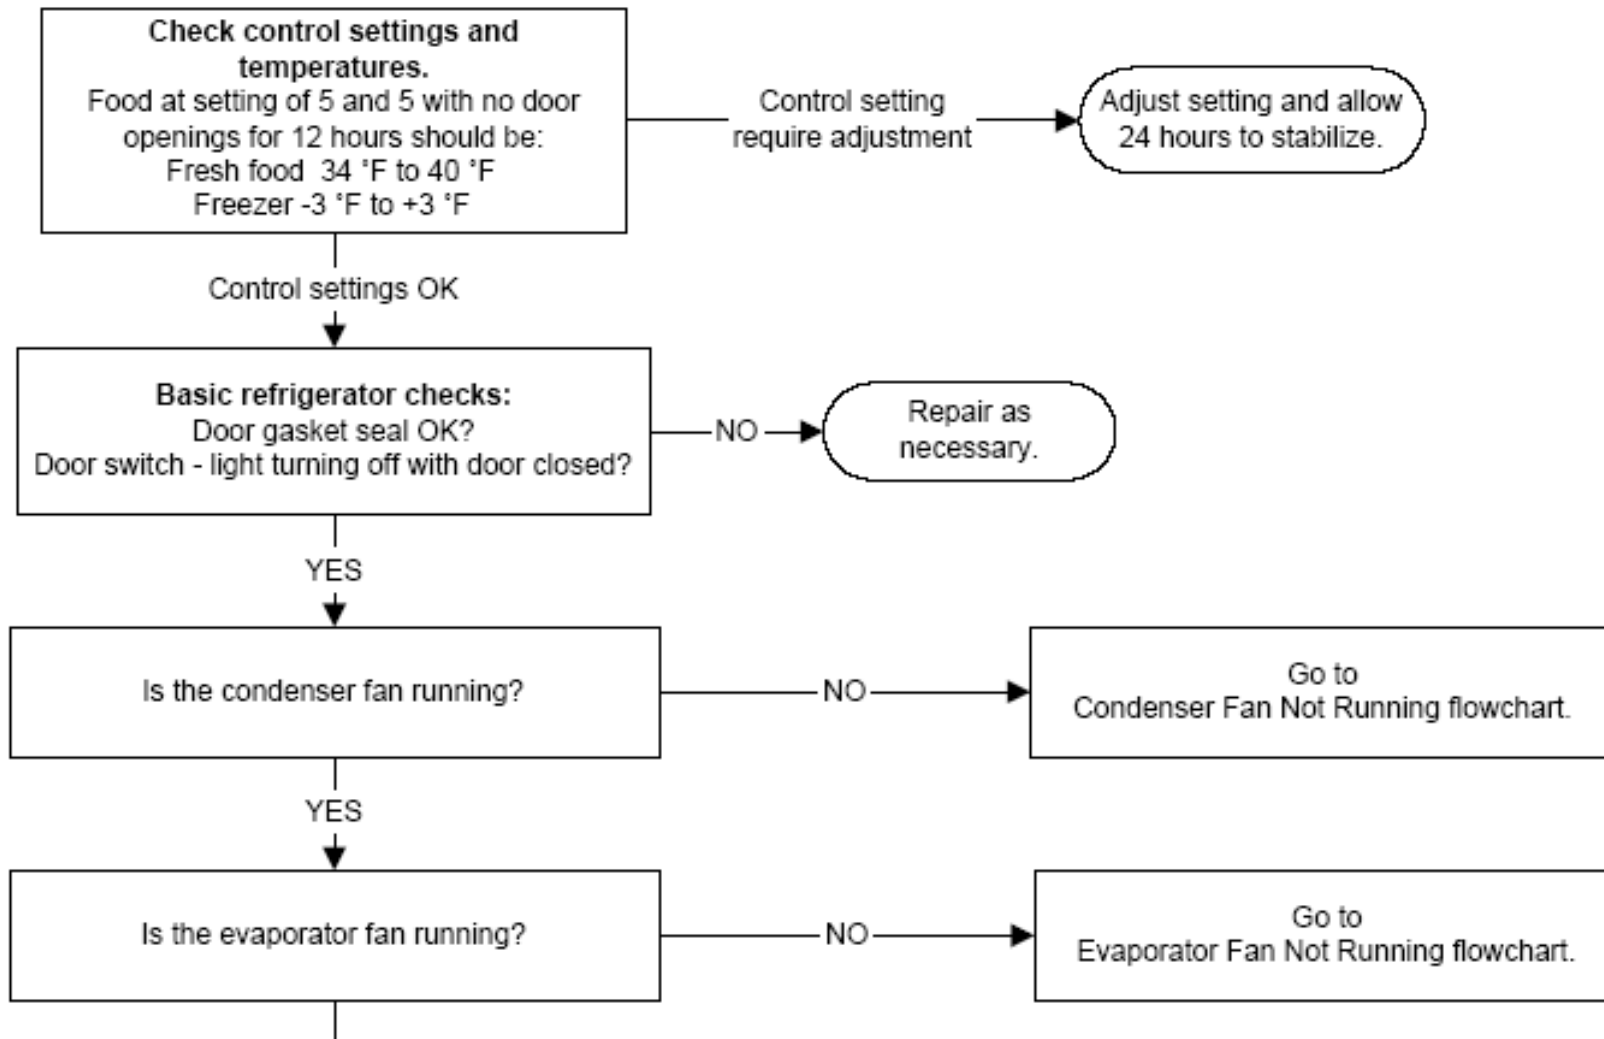 Check control settings and
temperatures.
Food at setting of 5 and 5 with no door
openings for 12 hours should be:
Fresh food  34 °F to 40 °F
Freezer -3 °F to +3 °F
Control setting
require adjustment
Adjust setting and allow
24 hours to stabilize.
Control settings OK
Basic refrigerator checks:
Door gasket seal OK?
Door switch - light turning off with door closed?
NO
Repair as
necessary.
YES
Is the condenser fan running?
NO
Go to
Condenser Fan Not Running flowchart.
YES
Is the evaporator fan running?
NO
Go to
Evaporator Fan Not Running flowchart.